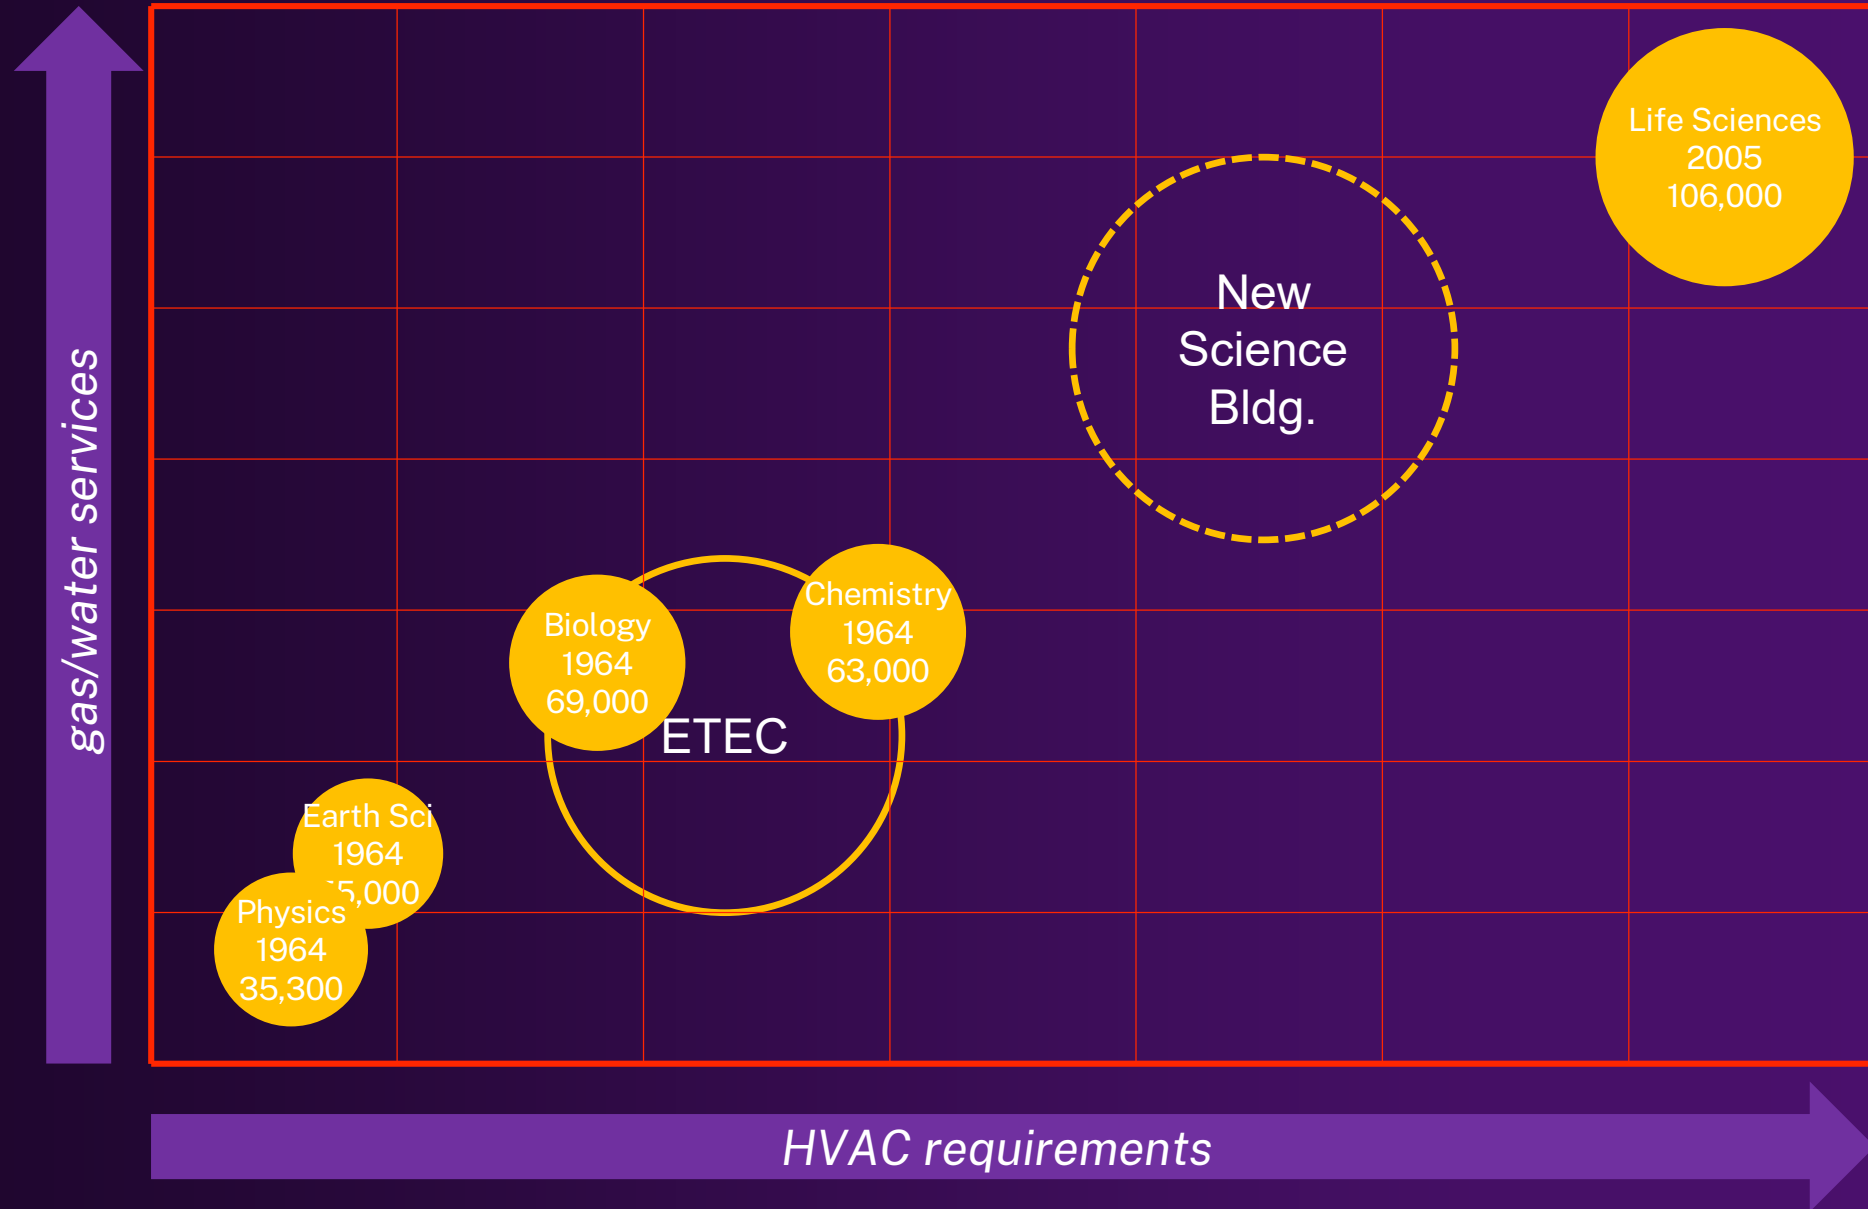 gas/water services
Life Sciences
2005
106,000
New
Science
Bldg.
Chemistry
1964
63,000
Biology
1964
69,000
ETEC
Earth Sci
1964
Physics
1964
35,300
HVAC requirements